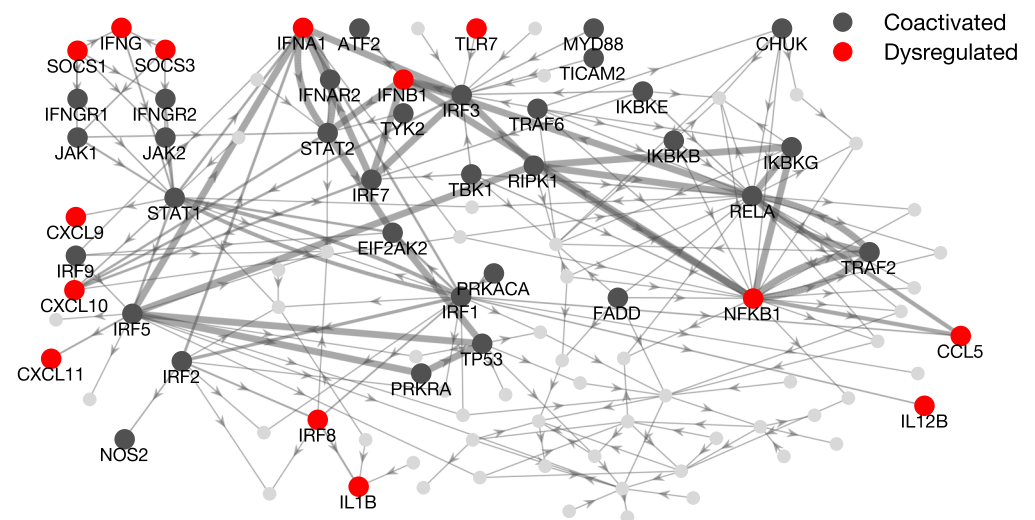 Coactivated
Dysregulated
IFNG
IFNA1
ATF2
TLR7
MYD88
CHUK
SOCS1
SOCS3
TICAM2
IFNAR2
IFNB1
IRF3
IKBKE
IFNGR1
IFNGR2
TYK2
TRAF6
JAK1
JAK2
STAT2
IKBKB
IKBKG
IRF7
TBK1
RIPK1
STAT1
RELA
CXCL9
EIF2AK2
IRF9
TRAF2
PRKACA
CXCL10
IRF1
FADD
NFKB1
IRF5
CCL5
TP53
CXCL11
IRF2
PRKRA
IL12B
IRF8
NOS2
IL1B